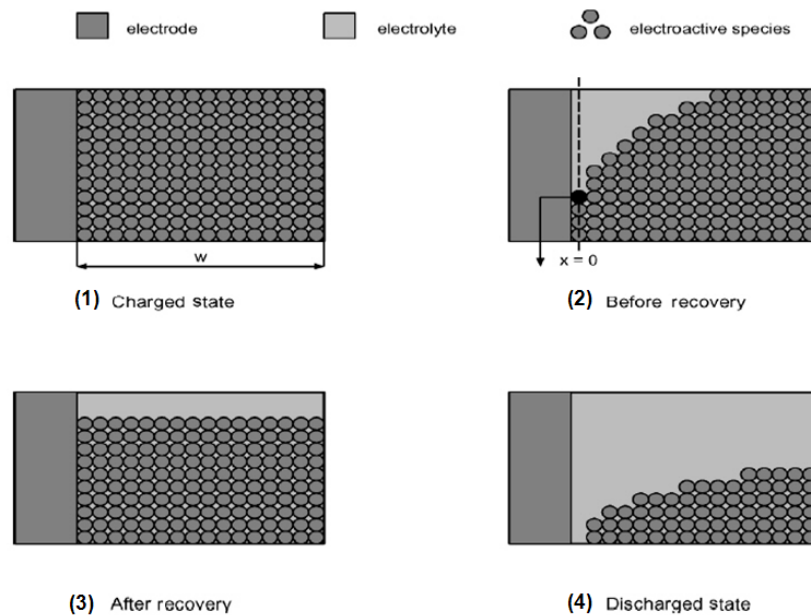 electrode electrolyte electroactive species
w
x = 0
(1) Charged state
(2) Before recovery
(3) After recovery
(4) Discharged state